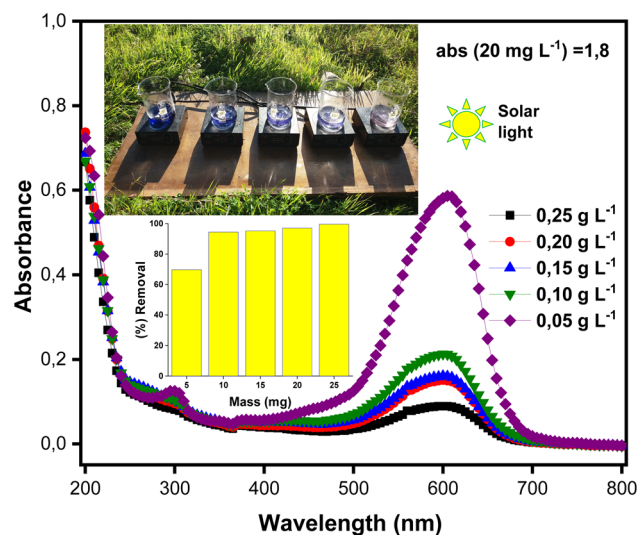 1,0
0,8
0,6
0,4
0,2
0,0
Absorbance
200 300 400 500 600 700 800
Wavelength (nm)
abs (20 mg L⁻¹) =1,8
Solar
light
0,25 g L⁻¹
0,20 g L⁻¹
0,15 g L⁻¹
0,10 g L⁻¹
0,05 g L⁻¹
100
80
60
40
20
0
(%) Removal
5 10 15 20 25
Mass (mg)